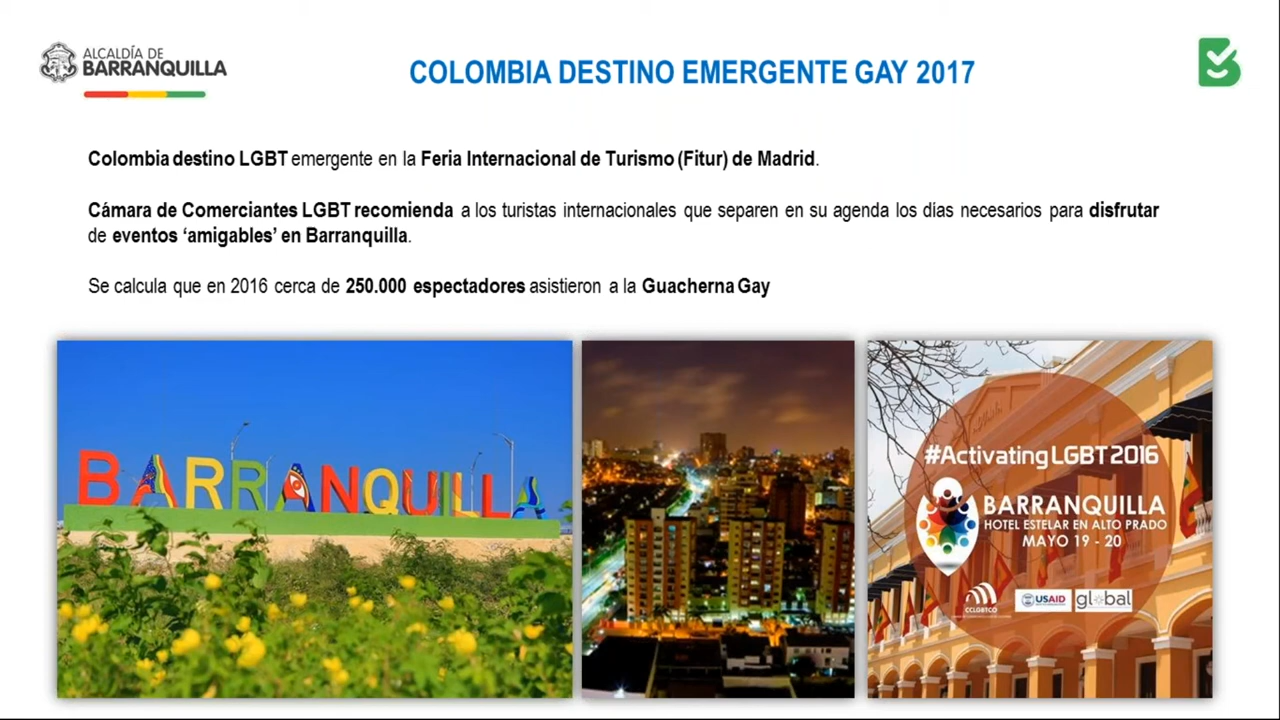 ALCALDÍA DE
BARRANQUILLA
COLOMBIA DESTINO EMERGENTE GAY 2017
Colombia destino LGBT emergente en la Feria Internacional de Turismo (Fitur) de Madrid.
Cámara de Comerciantes LGBT recomienda a los turistas internacionales que separen en su agenda los días necesarios para disfrutar
de eventos ‘amigables’ en Barranquilla.
Se calcula que en 2016 cerca de 250.000 espectadores asistieron a la Guacherna Gay
BARRANQUILLA
#ActivatingLGBT2016
BARRANQUILLA
HOTEL ESTELAR EN ALTO PRADO
MAYO 19 - 20
CCLGBTCO
USAID
global